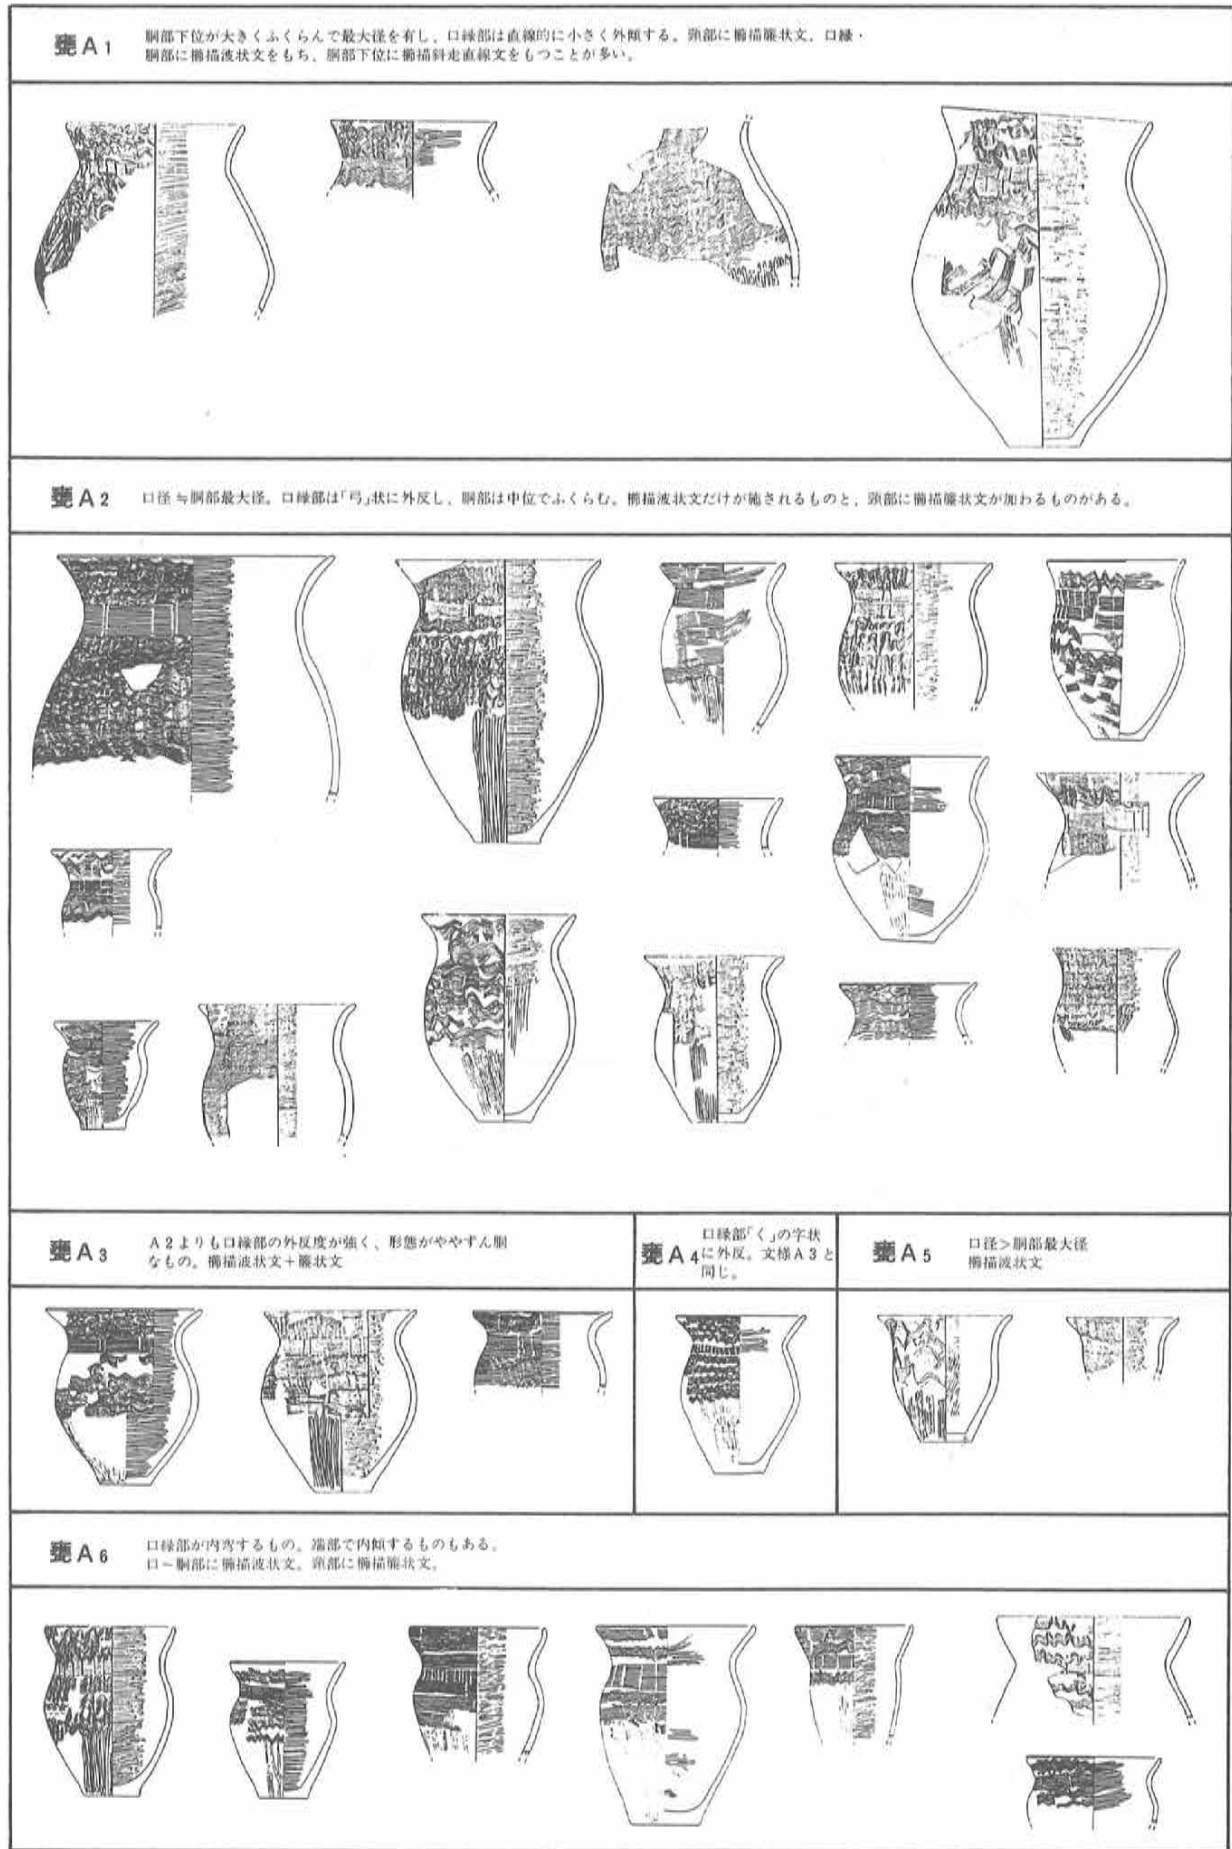 甕A1
胴部下位が大きくふくらんで最大径を有し、口縁部は直線的に小さく外傾する。頸部に櫛描簾状文、口縁・
胴部に櫛描波状文をもち、胴部下位に櫛描斜走直線文をもつことが多い。
甕A2
口径≒胴部最大径。口縁部は「弓」状に外反し、胴部は中位でふくらむ。櫛描波状文だけが施されるものと、頸部に櫛描簾状文が加わるものがある。
甕A3
A2よりも口縁部の外反度が強く、形態がややずん胴
なもの。櫛描波状文+簾状文
甕A4
口縁部「く」の字状
に外反。文様A3と
同じ。
甕A5
口径>胴部最大径
櫛描波状文
甕A6
口縁部が内弯するもの。端部で内傾するものもある。
口~胴部に櫛描波状文。頸部に櫛描簾状文。